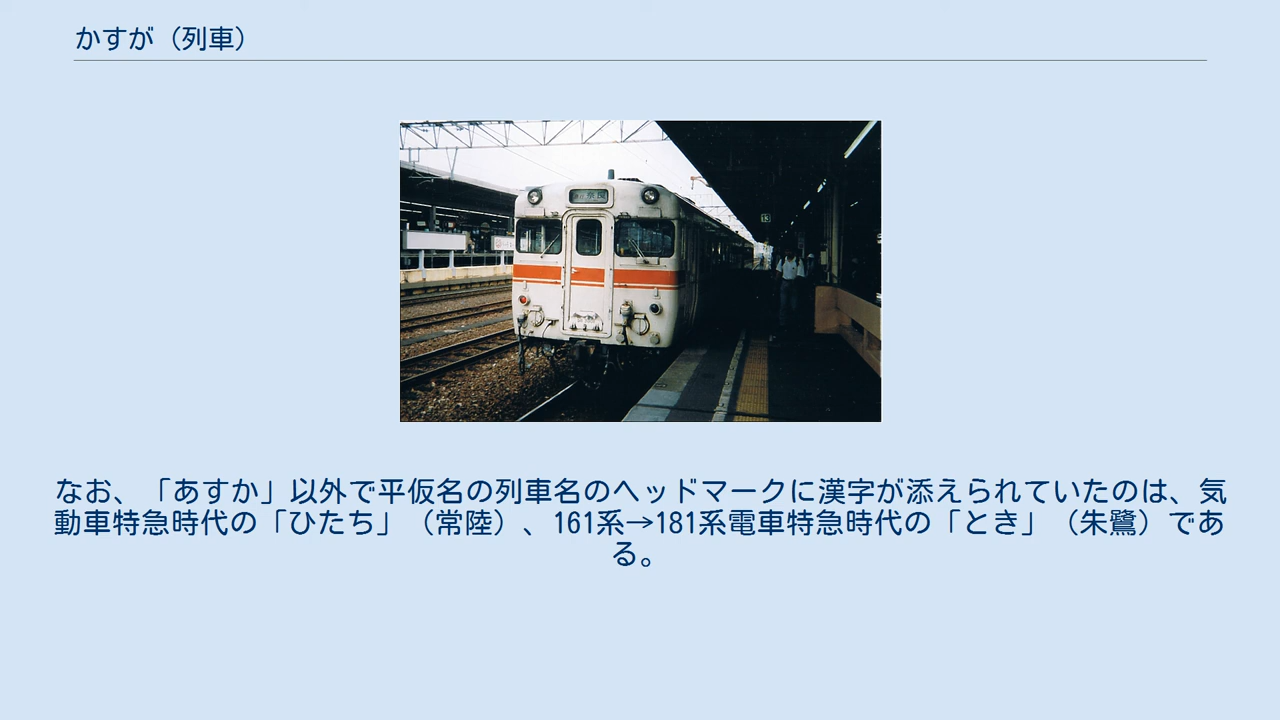 かすが（列車）
13
なお、「あすか」以外で平仮名の列車名のヘッドマークに漢字が添えられていたのは、気
動車特急時代の「ひたち」（常陸）、161系→181系電車特急時代の「とき」（朱鷺）であ
る。